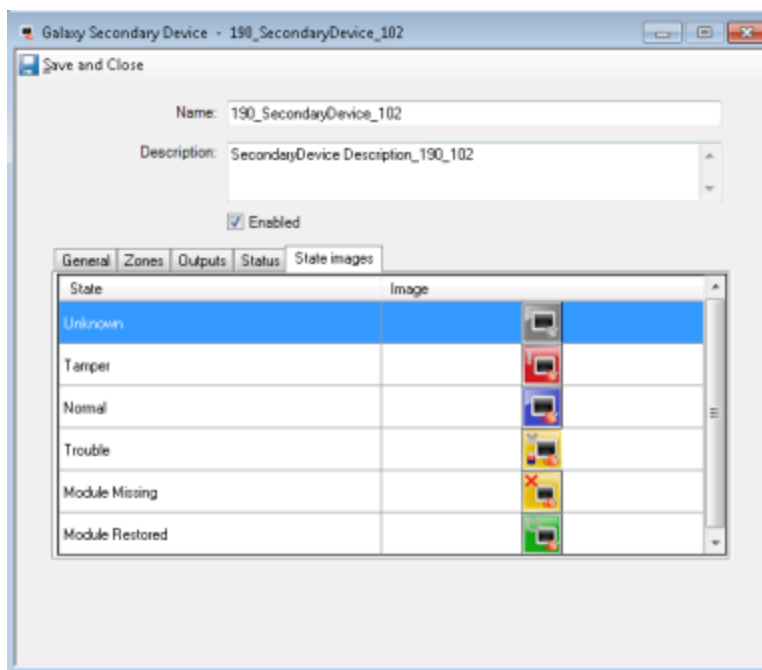 Galaxy Secondary Device - 190_SecondaryDevice_102
Save and Close
Name: 190_SecondaryDevice_102
Description: SecondaryDevice Description_190_102
Enabled
General Zones Outputs Status State images
State Image
Unknown
Tamper
Normal
Trouble
Module Missing
Module Restored